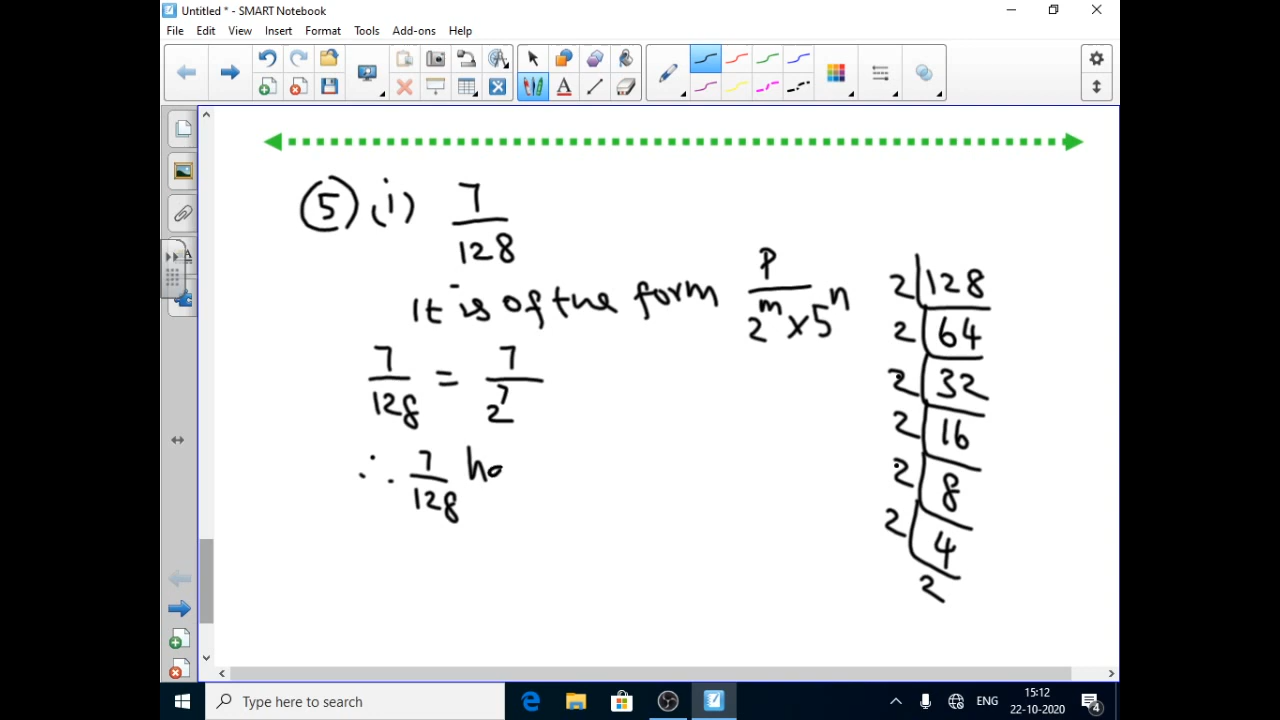 Untitled * - SMART Notebook
File Edit View Insert Format Tools Add-ons Help
5 (i) 7/128
It is of the form P/2^m × 5^n
7/128 = 7/2^7
∴ 7/128 ha
2 128
2 64
2 32
2 16
2 8
2 4
2
Type here to search
ENG
15:12
22-10-2020
4